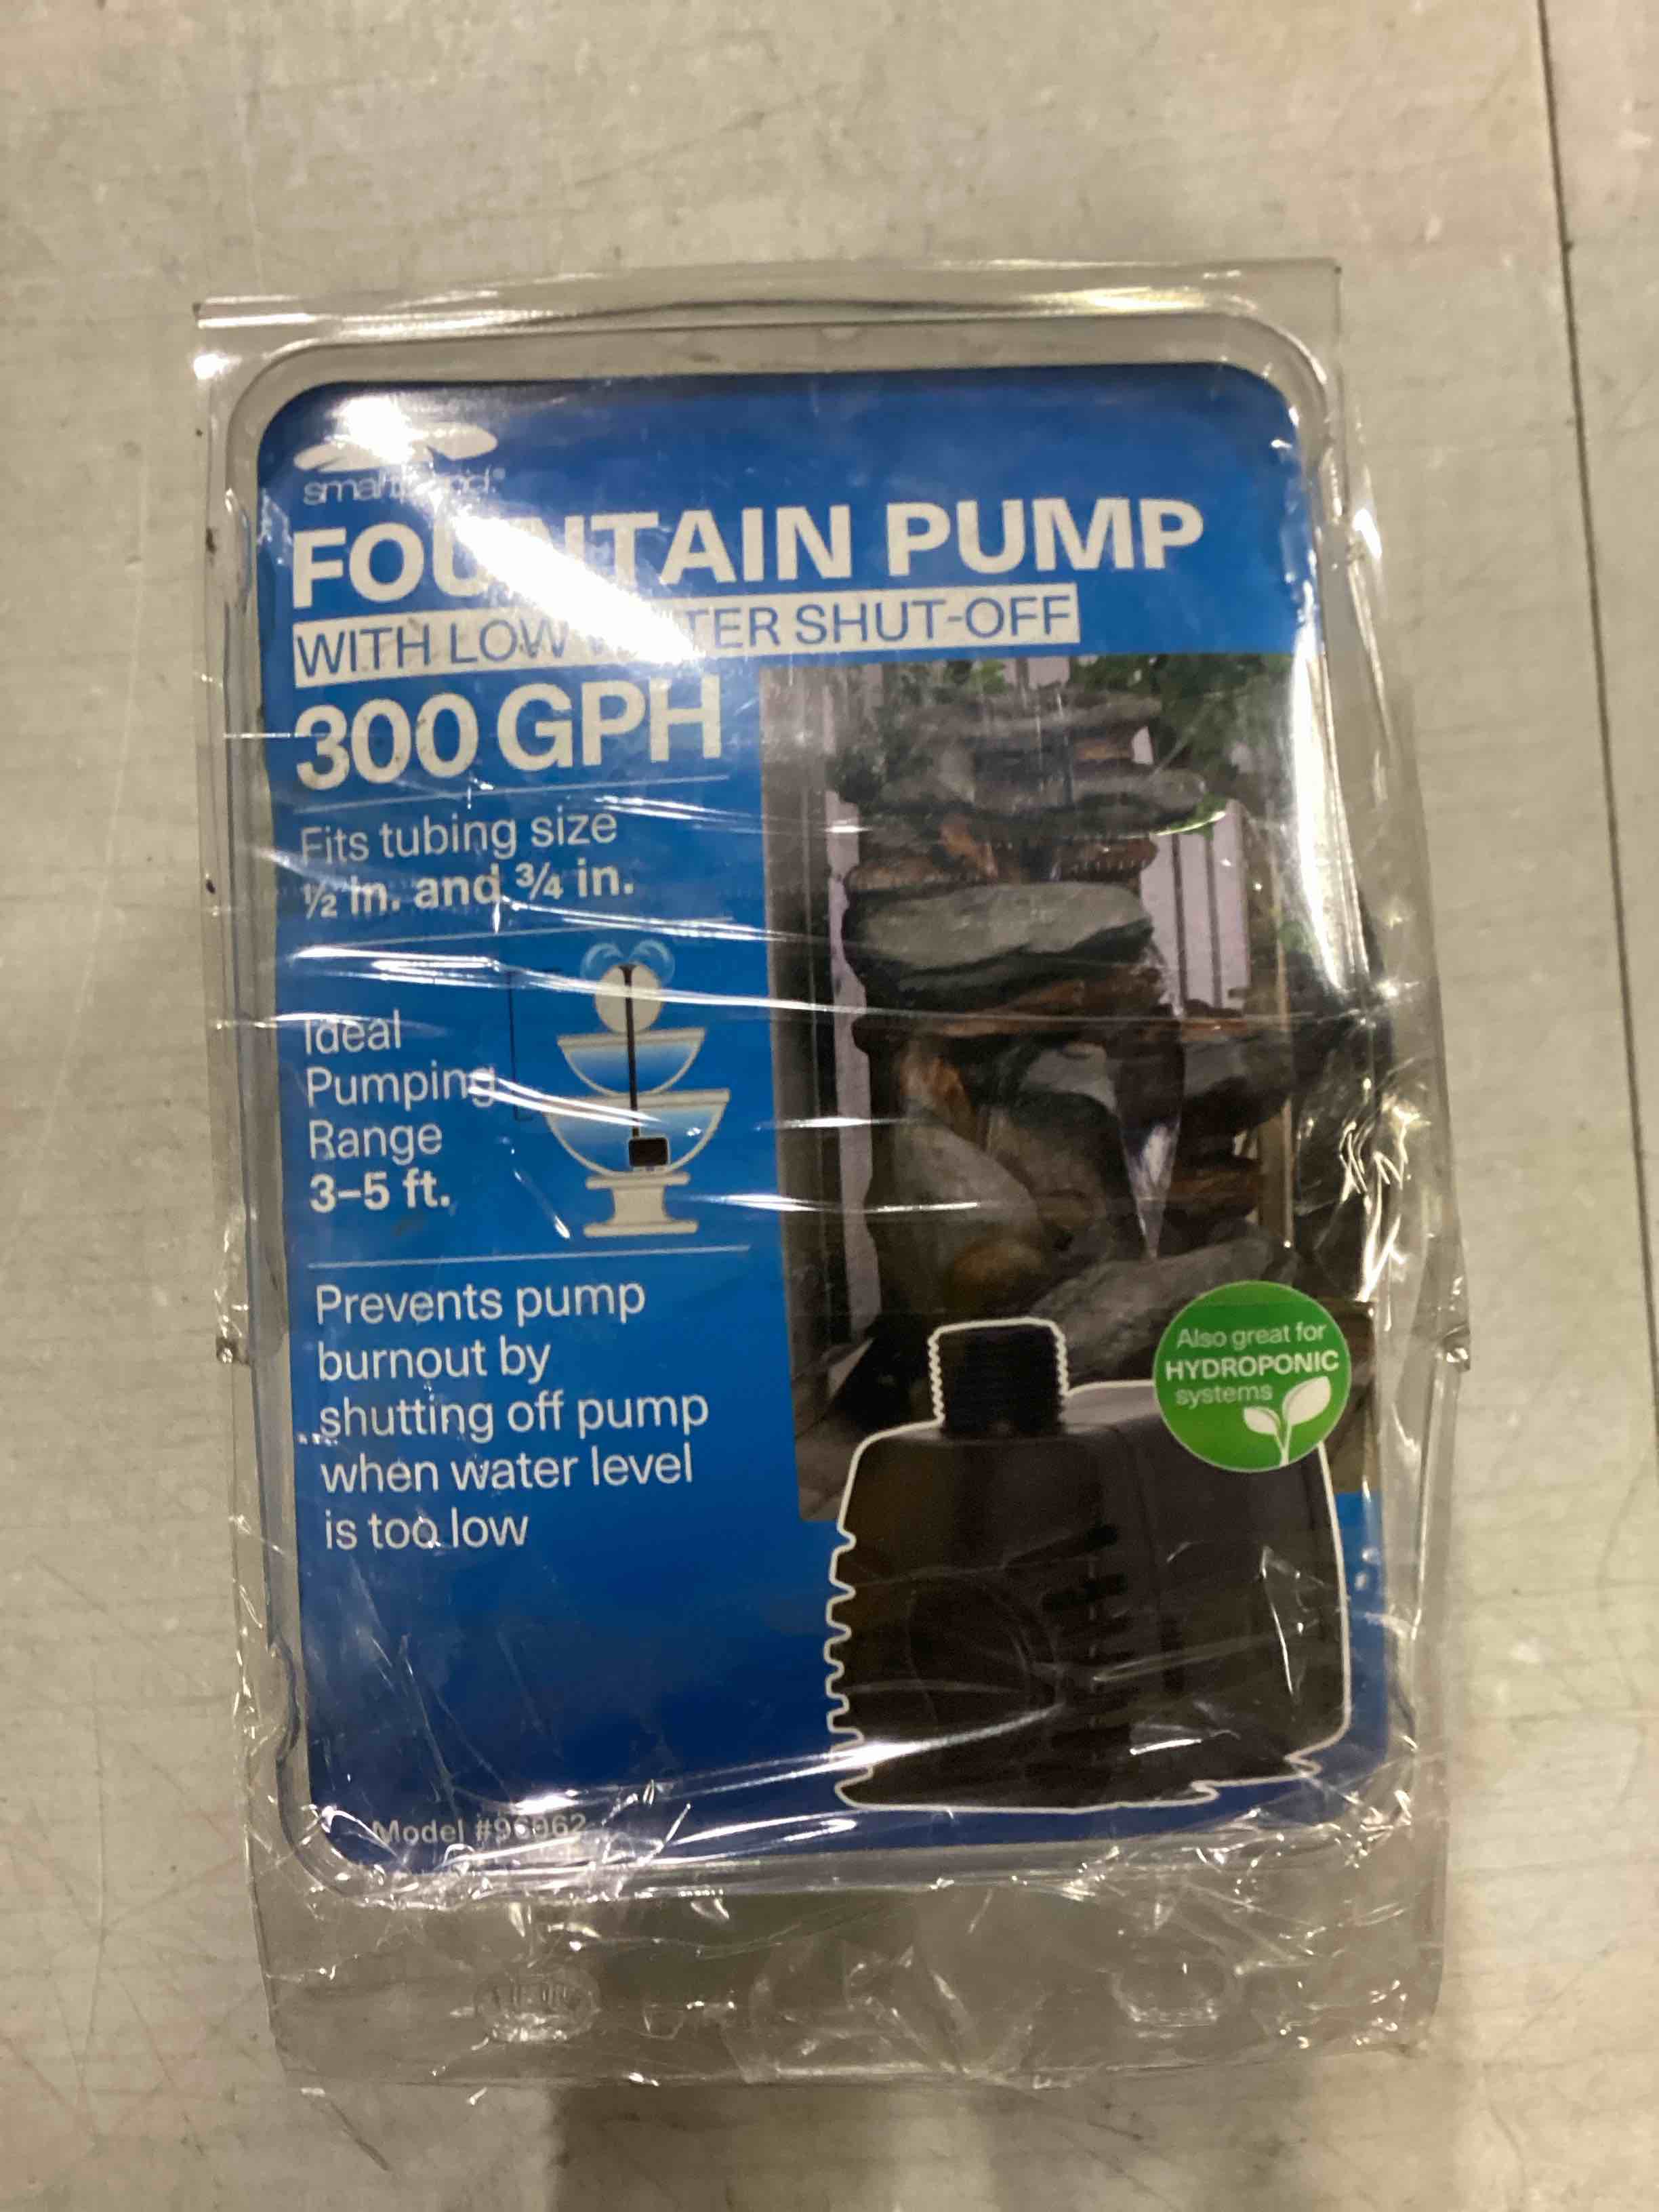 FOUNTAIN PUMP
WITH LOW WATER SHUT-OFF
300 GPH
Fits tubing size
½ in. and ¾ in.
Ideal
Pumping
Range
3–5 ft.
Prevents pump
burnout by
shutting off pump
when water level
is too low
Also great for
HYDROPONIC
systems
Model